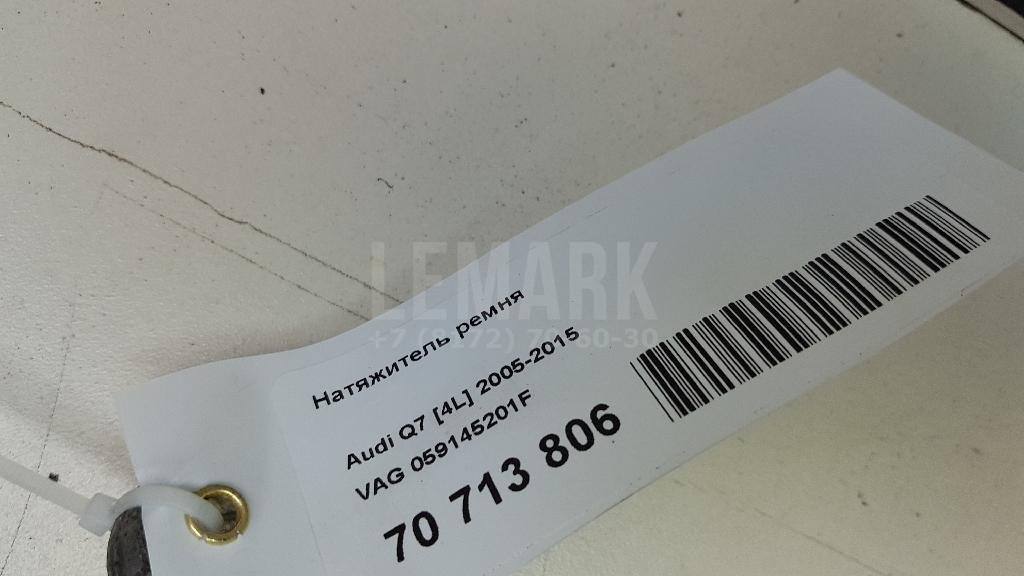 LEMARK
Натяжитель ремня
Audi Q7 [4L] 2005-2015
VAG 059145201F
70 713 806